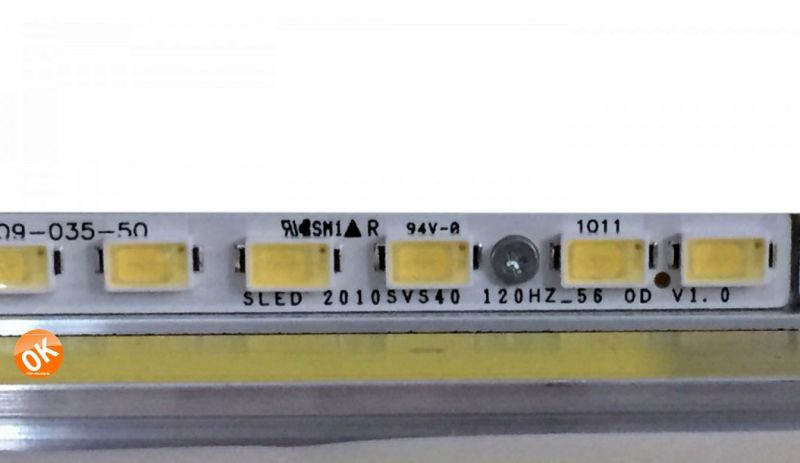 09-035-50 SM1 R 94V-0 1011
SLED 2010SVS40 120HZ_56 OD V1.0
OK